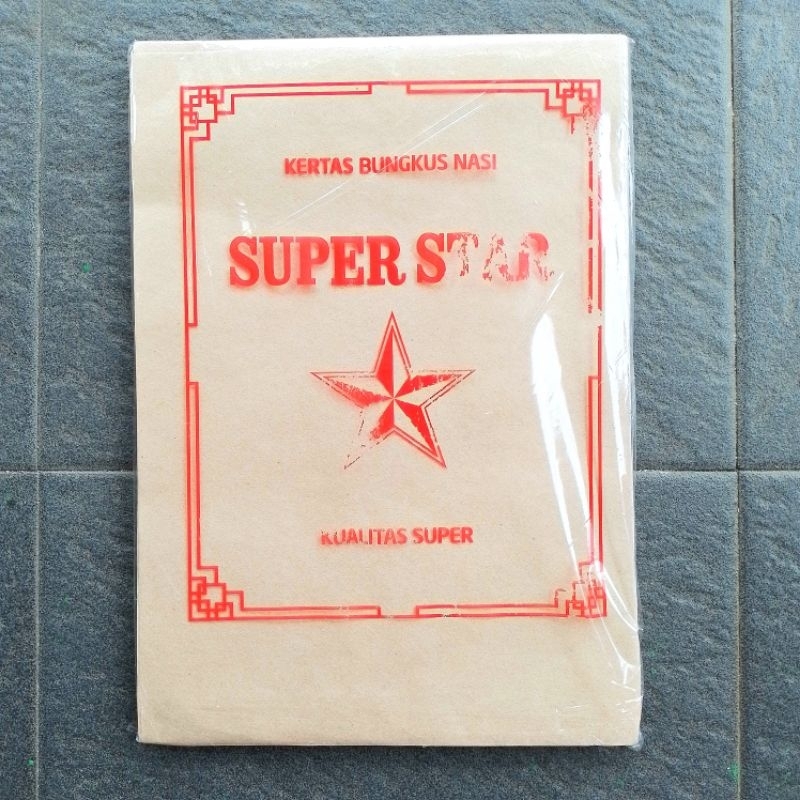 KERTAS BUNGKUS NASI
SUPER STAR
KUALITAS SUPER